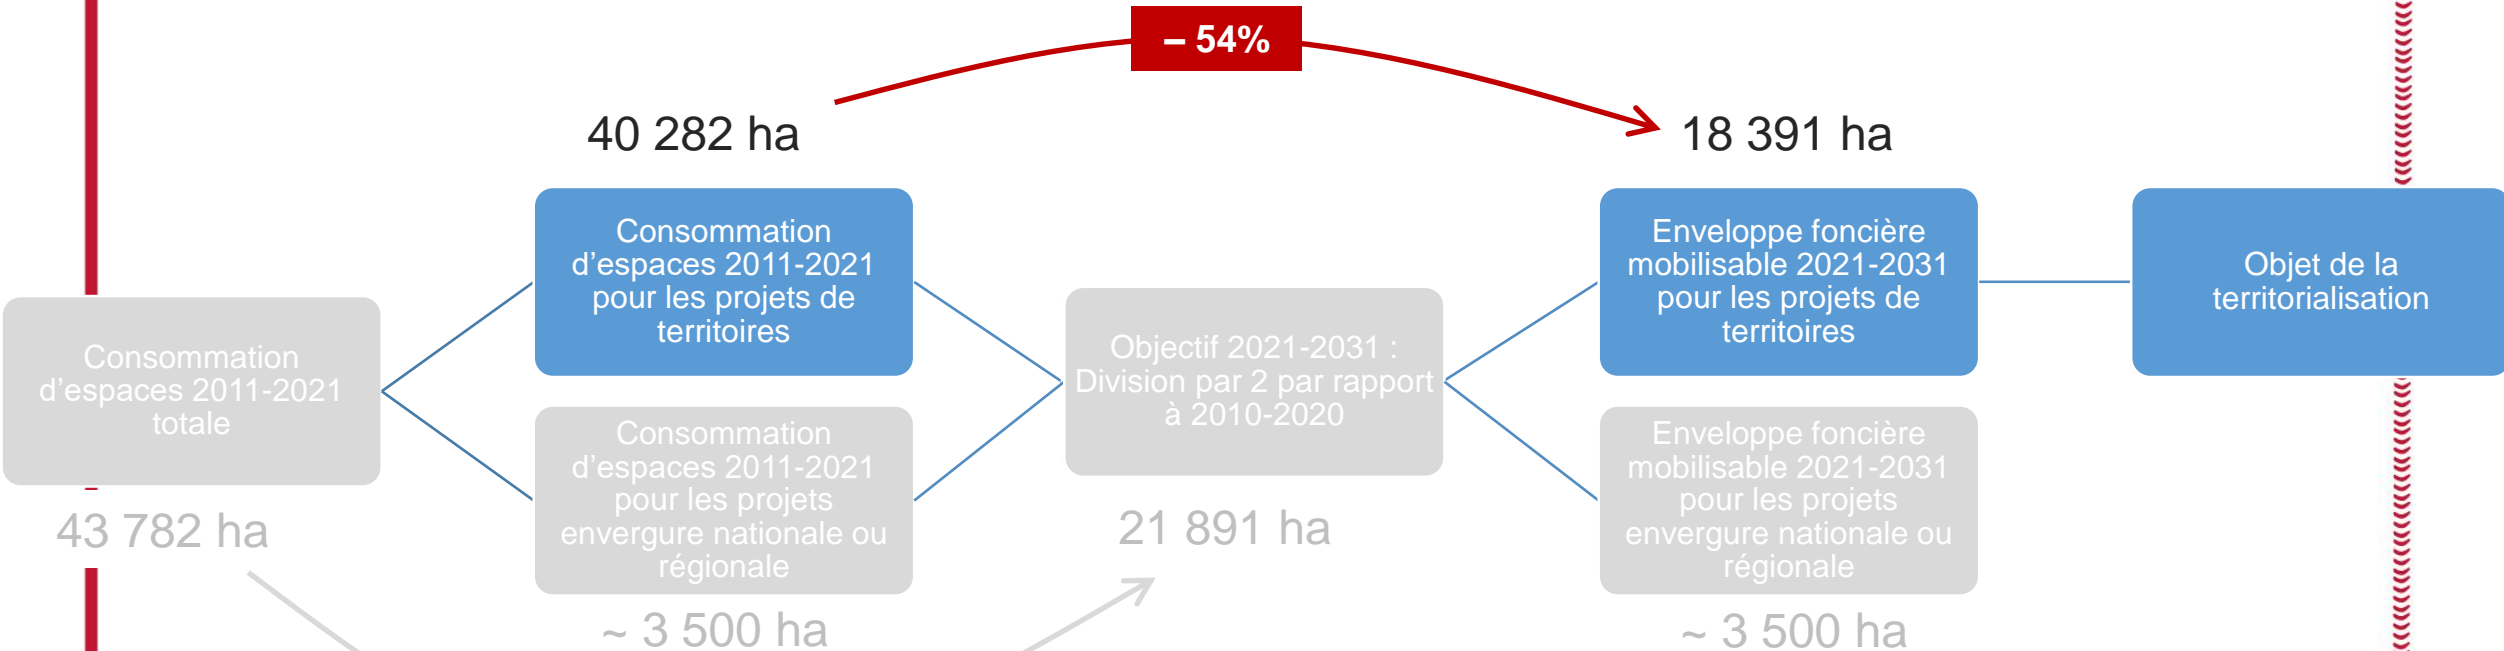 – 54%
40 282 ha
18 391 ha
Consommation
d’espaces 2011-2021
totale
43 782 ha
Consommation
d’espaces 2011-2021
pour les projets de
territoires
Consommation
d’espaces 2011-2021
pour les projets
envergure nationale ou
régionale
~ 3 500 ha
Objectif 2021-2031 :
Division par 2 par rapport
à 2010-2020
21 891 ha
Enveloppe foncière
mobilisable 2021-2031
pour les projets de
territoires
Enveloppe foncière
mobilisable 2021-2031
pour les projets
envergure nationale ou
régionale
~ 3 500 ha
Objet de la
territorialisation